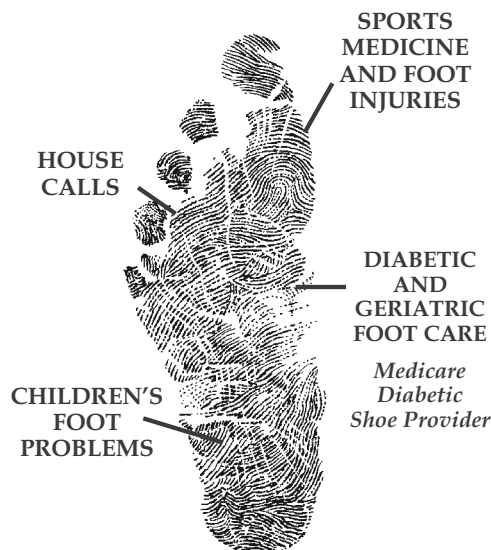 SPORTS
MEDICINE
AND FOOT
INJURIES
HOUSE
CALLS
DIABETIC
AND
GERIATRIC
FOOT CARE
Medicare
Diabetic
Shoe Provider
CHILDREN'S
FOOT
PROBLEMS